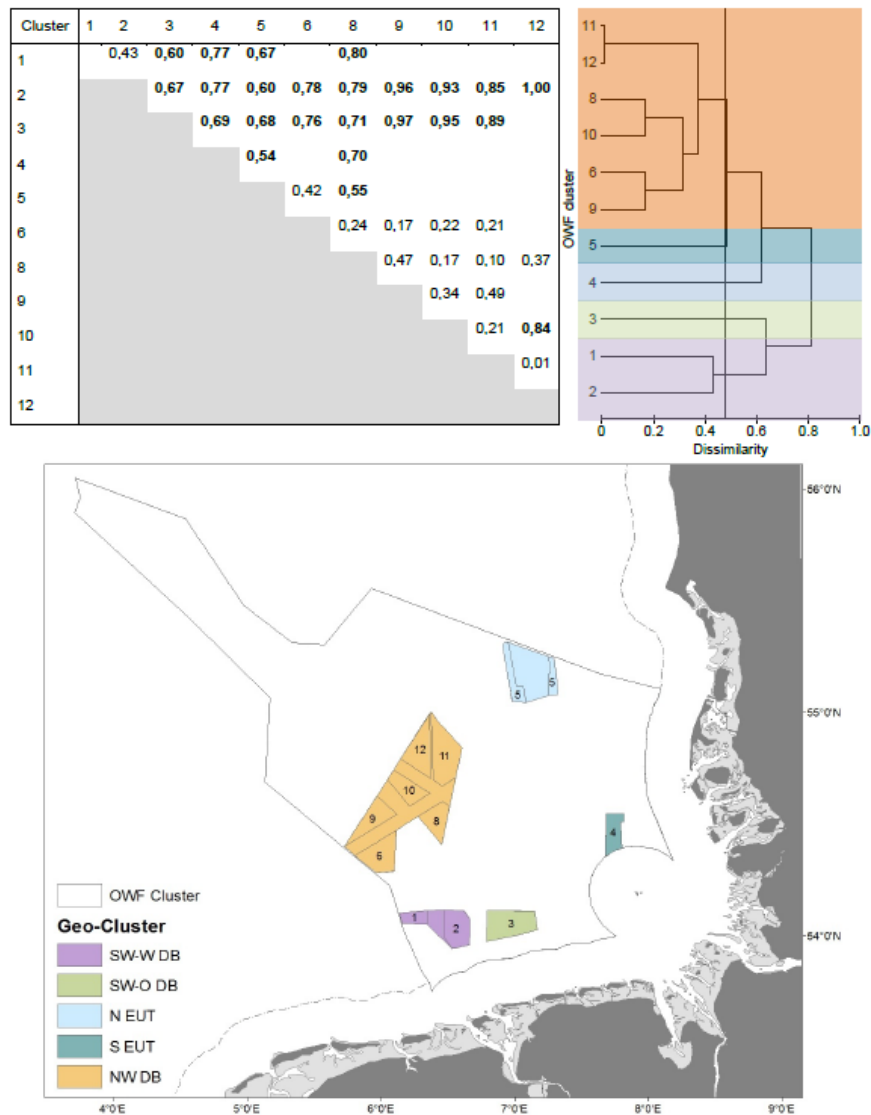 Cluster 1 2 3 4 5 6 8 9 10 11 12
1 0,43 0,60 0,77 0,67 0,80
2 0,67 0,77 0,60 0,78 0,79 0,96 0,93 0,85 1,00
3 0,69 0,68 0,76 0,71 0,97 0,95 0,89
4 0,54 0,70
5 0,42 0,55
6 0,24 0,17 0,22 0,21
8 0,47 0,17 0,10 0,37
9 0,34 0,49
10 0,21 0,84
11 0,01
12
OWF cluster
11
12
8
10
6
9
5
4
3
1
2
0 0.2 0.4 0.6 0.8 1.0
Dissimilarity
56°0'N
5
5
55°0'N
12 11
10
9 8
4
6
1 2 3
54°0'N
OWF Cluster
Geo-Cluster
SW-W DB
SW-O DB
N EUT
S EUT
NW DB
4°0'E 5°0'E 6°0'E 7°0'E 8°0'E 9°0'E